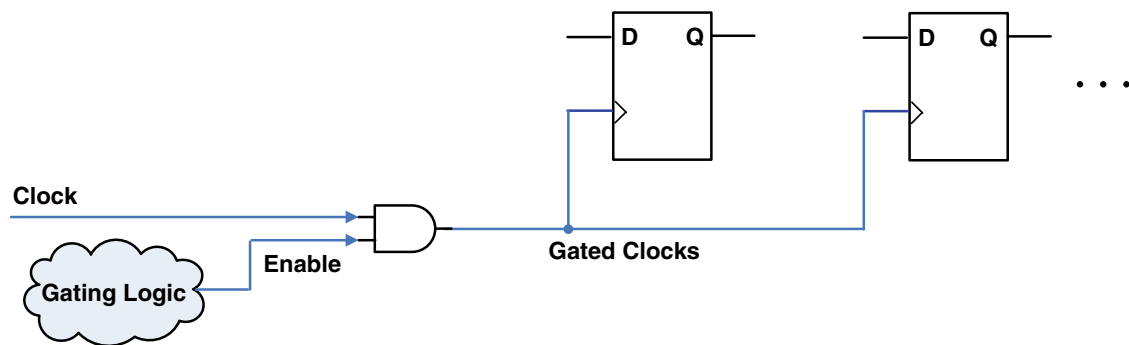 D Q
D Q
. . .
Clock
Enable
Gated Clocks
Gating Logic